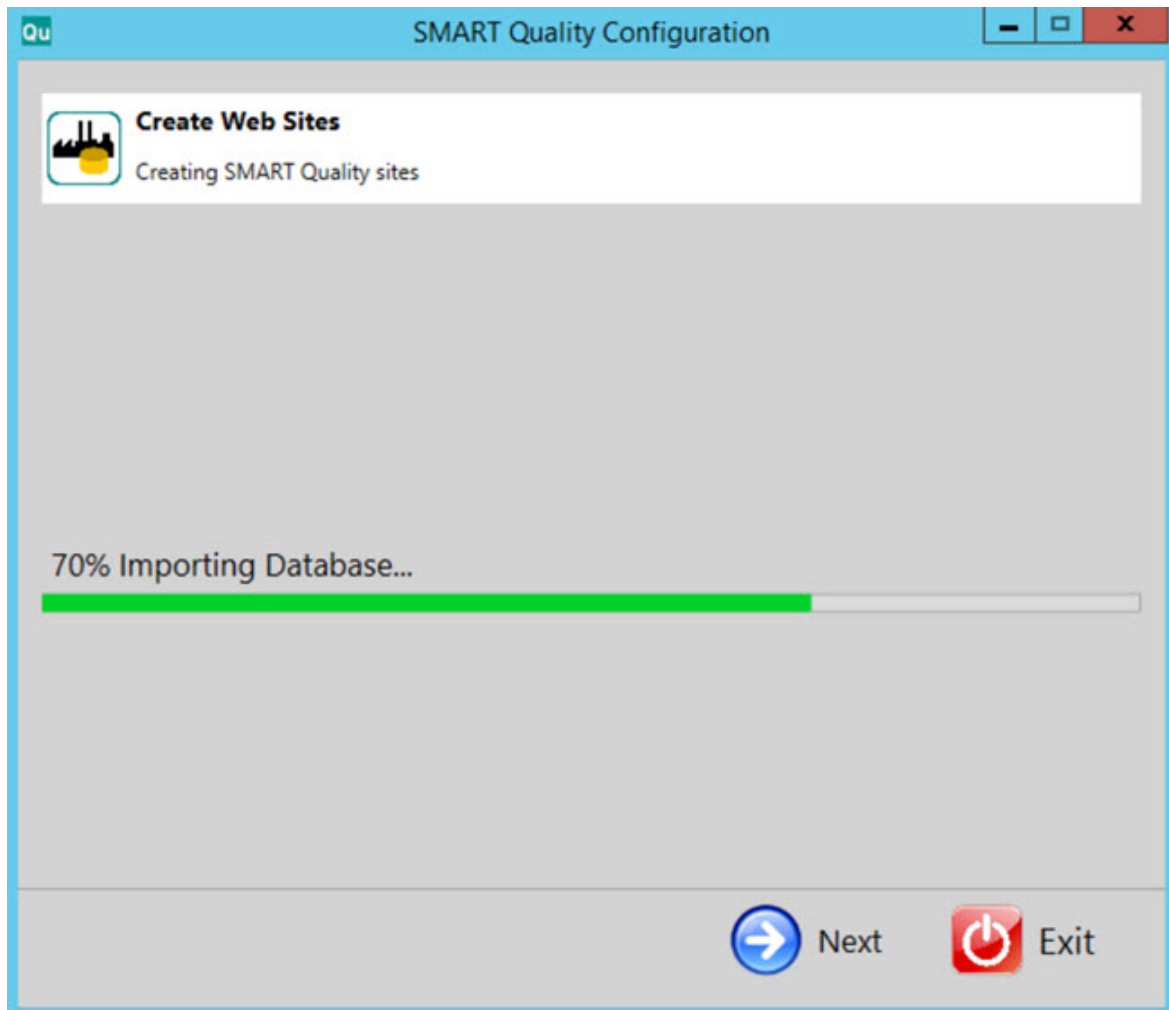 Qu
SMART Quality Configuration
Create Web Sites
Creating SMART Quality sites
70% Importing Database...
Next
Exit